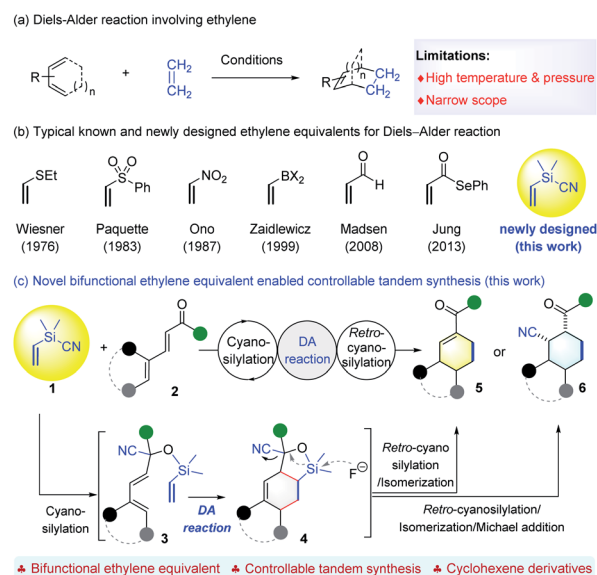 (a) Diels-Alder reaction involving ethylene
R
( )n
+
CH2
CH2
Conditions
R
( )n
CH2
CH2
Limitations:
♦High temperature & pressure
♦Narrow scope
(b) Typical known and newly designed ethylene equivalents for Diels–Alder reaction
SEt
O O
S
Ph
NO2
BX2
O
H
O
SePh
Si
CN
Wiesner
(1976)
Paquette
(1983)
Ono
(1987)
Zaidlewicz
(1999)
Madsen
(2008)
Jung
(2013)
newly designed
(this work)
(c) Novel bifunctional ethylene equivalent enabled controllable tandem synthesis (this work)
Si
CN
1
+
O
2
Cyano-
silylation
DA
reaction
Retro-
cyano-
silylation
O
5
or
O
NC
6
Cyano-
silylation
NC
O
Si
3
DA
reaction
NC
O
Si
4
F⊖
Retro-cyano
silylation
/Isomerization
Retro-cyanosilylation/
Isomerization/Michael addition
♣ Bifunctional ethylene equivalent ♣ Controllable tandem synthesis ♣ Cyclohexene derivatives